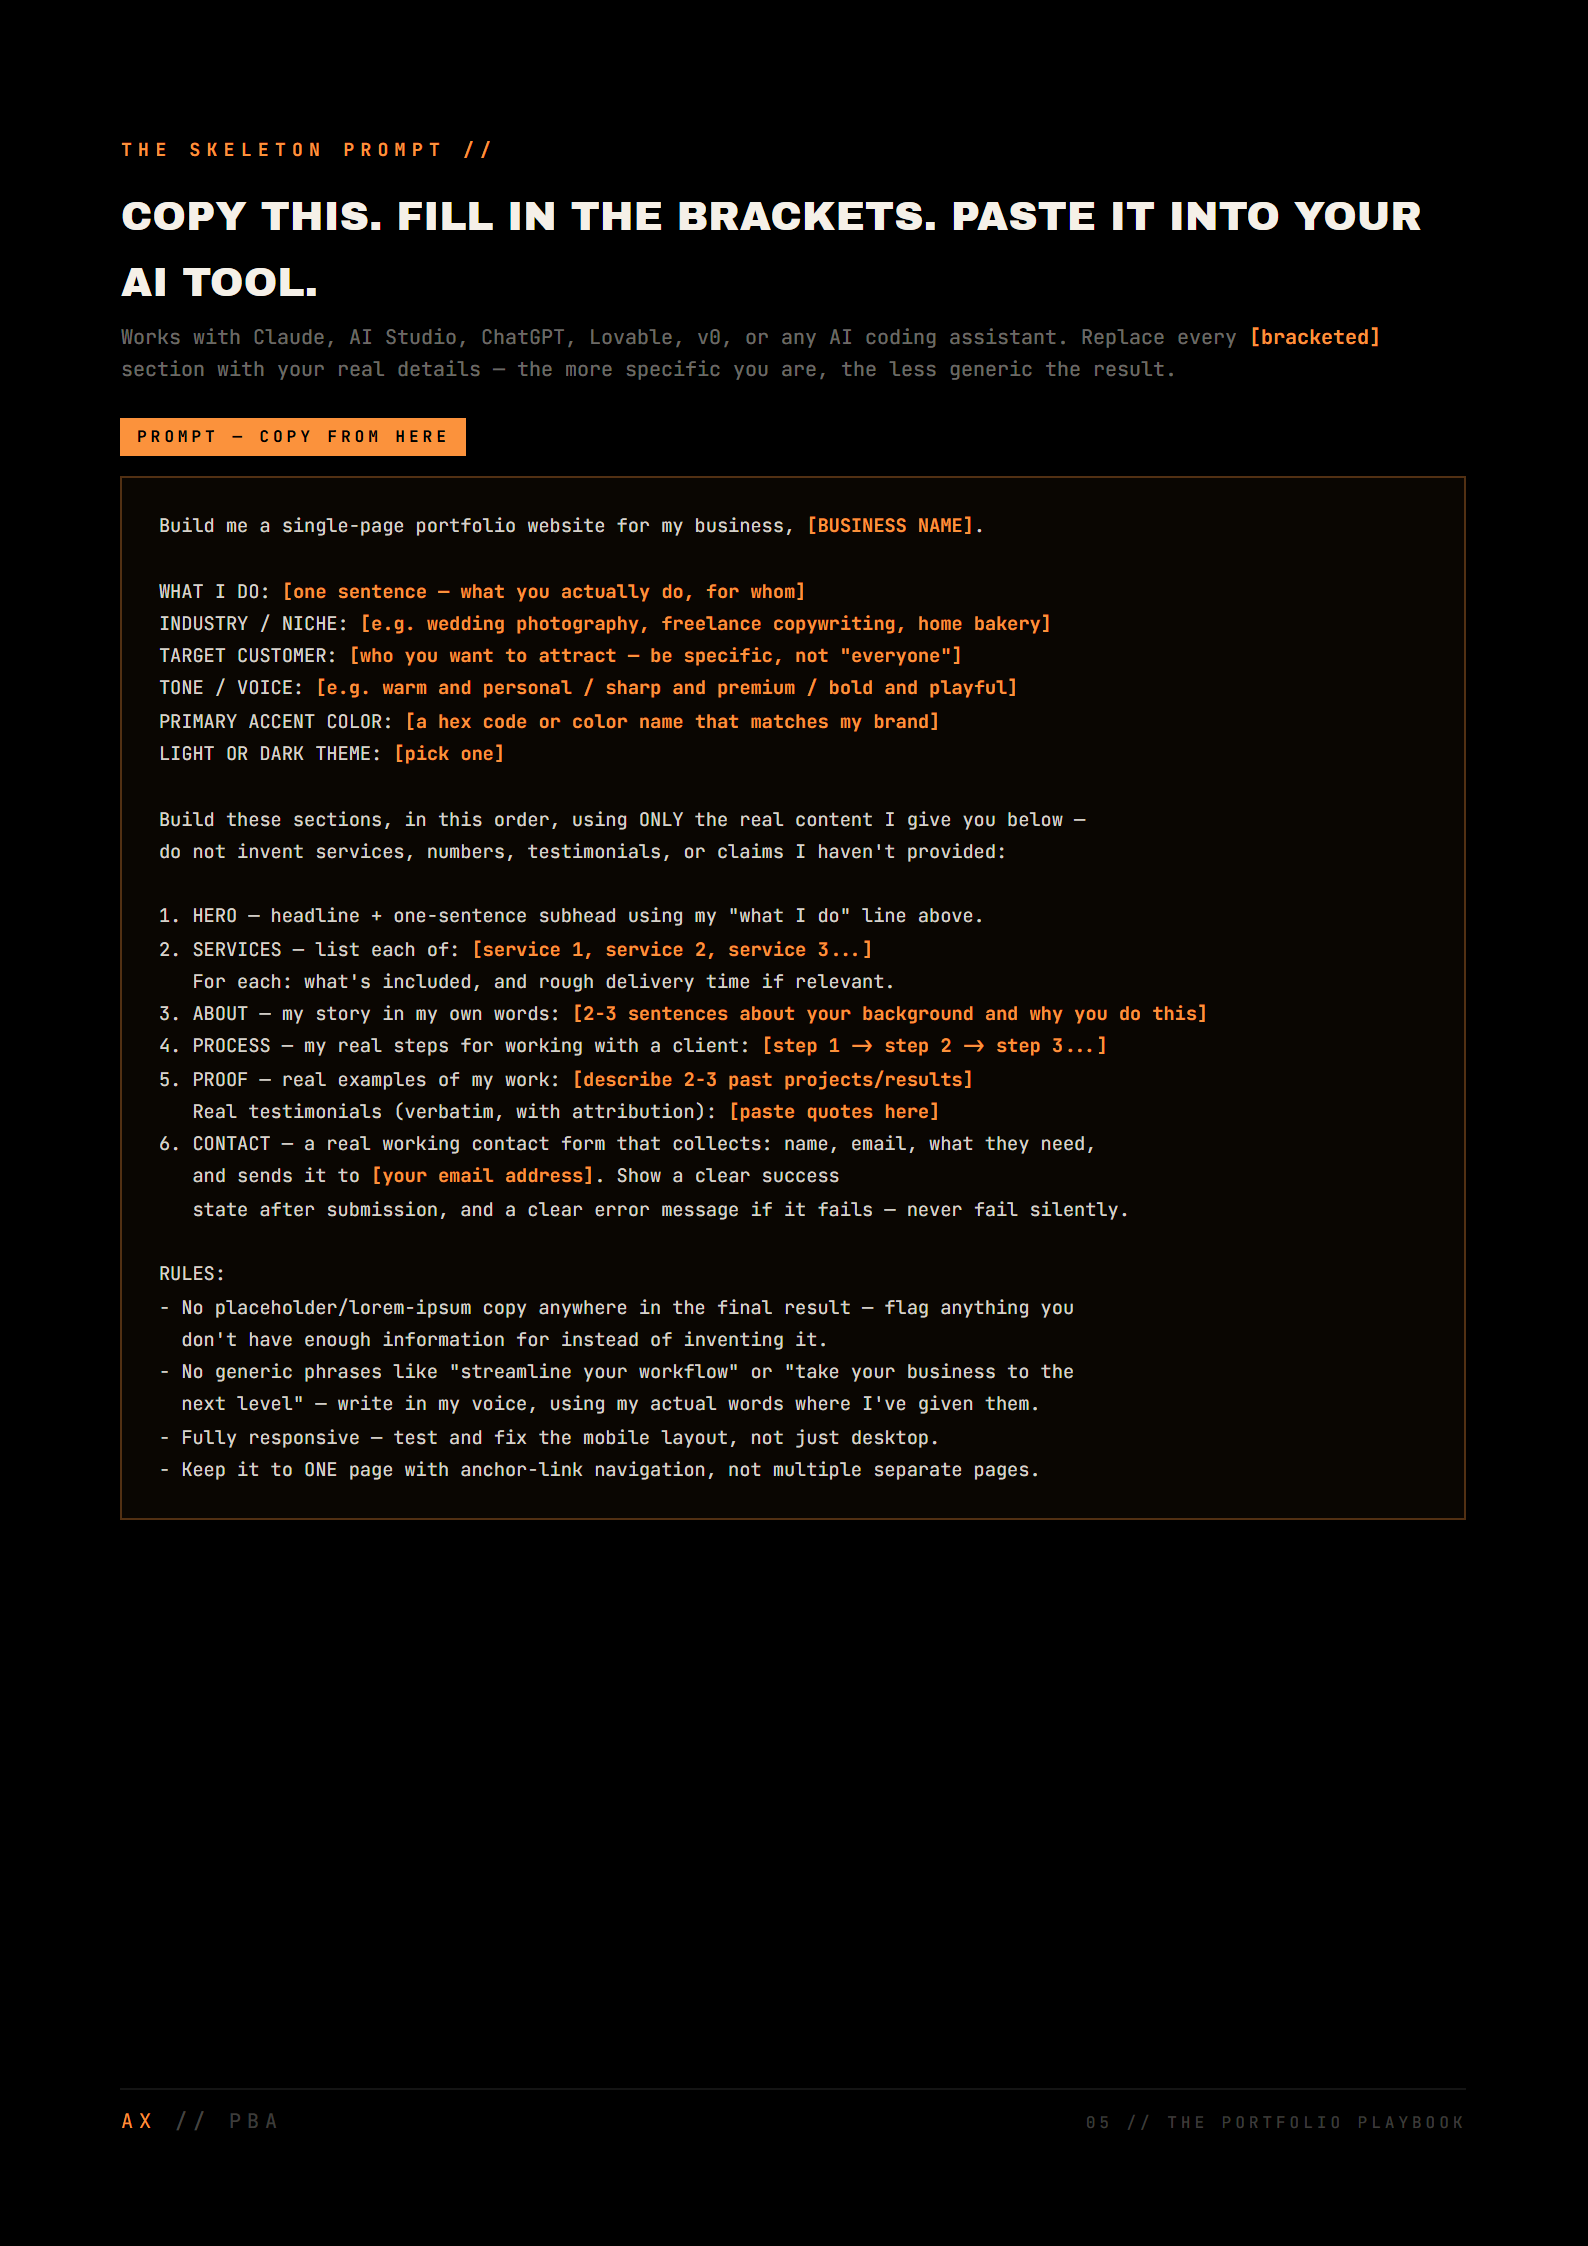 THE SKELETON PROMPT //
COPY THIS. FILL IN THE BRACKETS. PASTE IT INTO YOUR
AI TOOL.
Works with Claude, AI Studio, ChatGPT, Lovable, v0, or any AI coding assistant. Replace every [bracketed]
section with your real details — the more specific you are, the less generic the result.
PROMPT — COPY FROM HERE
Build me a single-page portfolio website for my business, [BUSINESS NAME].
WHAT I DO: [one sentence — what you actually do, for whom]
INDUSTRY / NICHE: [e.g. wedding photography, freelance copywriting, home bakery]
TARGET CUSTOMER: [who you want to attract — be specific, not "everyone"]
TONE / VOICE: [e.g. warm and personal / sharp and premium / bold and playful]
PRIMARY ACCENT COLOR: [a hex code or color name that matches my brand]
LIGHT OR DARK THEME: [pick one]
Build these sections, in this order, using ONLY the real content I give you below —
do not invent services, numbers, testimonials, or claims I haven't provided:
1. HERO — headline + one-sentence subhead using my "what I do" line above.
2. SERVICES — list each of: [service 1, service 2, service 3...]
For each: what's included, and rough delivery time if relevant.
3. ABOUT — my story in my own words: [2-3 sentences about your background and why you do this]
4. PROCESS — my real steps for working with a client: [step 1 → step 2 → step 3...]
5. PROOF — real examples of my work: [describe 2-3 past projects/results]
Real testimonials (verbatim, with attribution): [paste quotes here]
6. CONTACT — a real working contact form that collects: name, email, what they need,
and sends it to [your email address]. Show a clear success
state after submission, and a clear error message if it fails — never fail silently.
RULES:
- No placeholder/lorem-ipsum copy anywhere in the final result — flag anything you
don't have enough information for instead of inventing it.
- No generic phrases like "streamline your workflow" or "take your business to the
next level" — write in my voice, using my actual words where I've given them.
- Fully responsive — test and fix the mobile layout, not just desktop.
- Keep it to ONE page with anchor-link navigation, not multiple separate pages.
AX // PBA
05 // THE PORTFOLIO PLAYBOOK